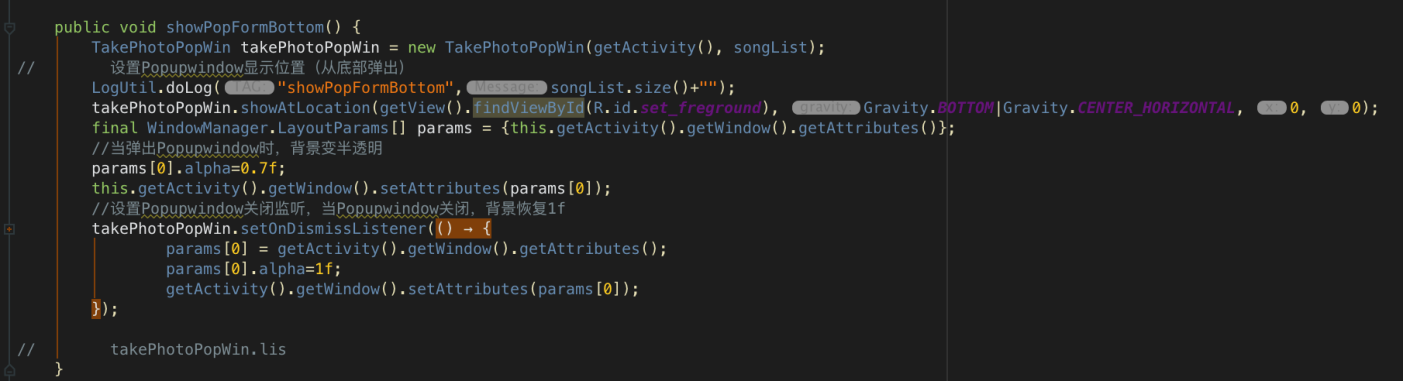 public void showPopFormBottom() {
TakePhotoPopWin takePhotoPopWin = new TakePhotoPopWin(getActivity(), songList);
//        设置Popupwindow显示位置（从底部弹出）
LogUtil.doLog( TAG: "showPopFormBottom", Message: songList.size()+"");
takePhotoPopWin.showAtLocation(getView().findViewById(R.id.set_freground), gravity: Gravity.BOTTOM|Gravity.CENTER_HORIZONTAL, x: 0, y: 0);
final WindowManager.LayoutParams[] params = {this.getActivity().getWindow().getAttributes()};
//当弹出Popupwindow时，背景变半透明
params[0].alpha=0.7f;
this.getActivity().getWindow().setAttributes(params[0]);
//设置Popupwindow关闭监听，当Popupwindow关闭，背景恢复1f
takePhotoPopWin.setOnDismissListener(() → {
params[0] = getActivity().getWindow().getAttributes();
params[0].alpha=1f;
getActivity().getWindow().setAttributes(params[0]);
});
//        takePhotoPopWin.lis
}